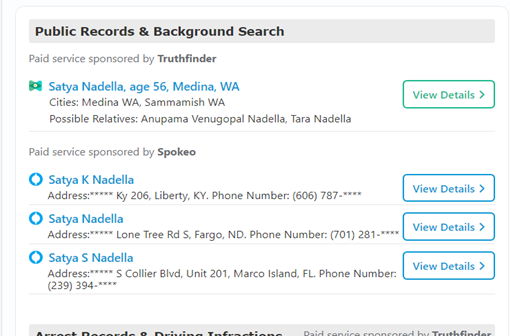 Public Records & Background Search
Paid service sponsored by Truthfinder
Satya Nadella, age 56, Medina, WA
View Details >
Cities: Medina WA, Sammamish WA
Possible Relatives: Anupama Venugopal Nadella, Tara Nadella
Paid service sponsored by Spokeo
Satya K Nadella
View Details >
Address:***** Ky 206, Liberty, KY. Phone Number: (606) 787-****
Satya Nadella
View Details >
Address:***** Lone Tree Rd S, Fargo, ND. Phone Number: (701) 281-****
Satya S Nadella
View Details >
Address:***** S Collier Blvd, Unit 201, Marco Island, FL. Phone Number:
(239) 394-****
Arrest Records & Driving Infractions
Paid service sponsored by Truthfinder